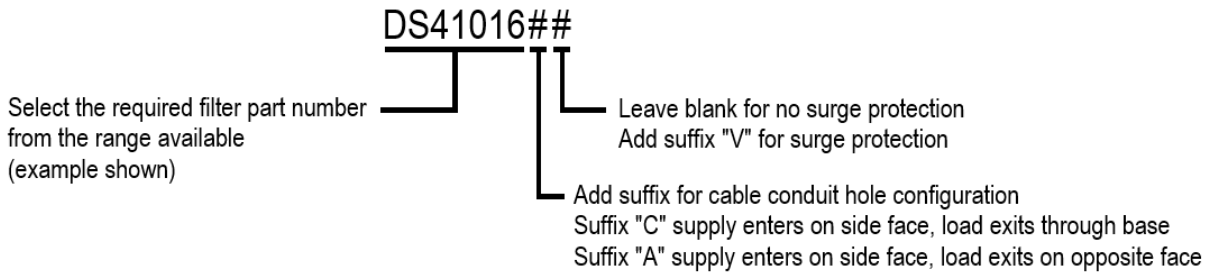 DS41016##
Select the required filter part number
from the range available
(example shown)
Leave blank for no surge protection
Add suffix "V" for surge protection
Add suffix for cable conduit hole configuration
Suffix "C" supply enters on side face, load exits through base
Suffix "A" supply enters on side face, load exits on opposite face